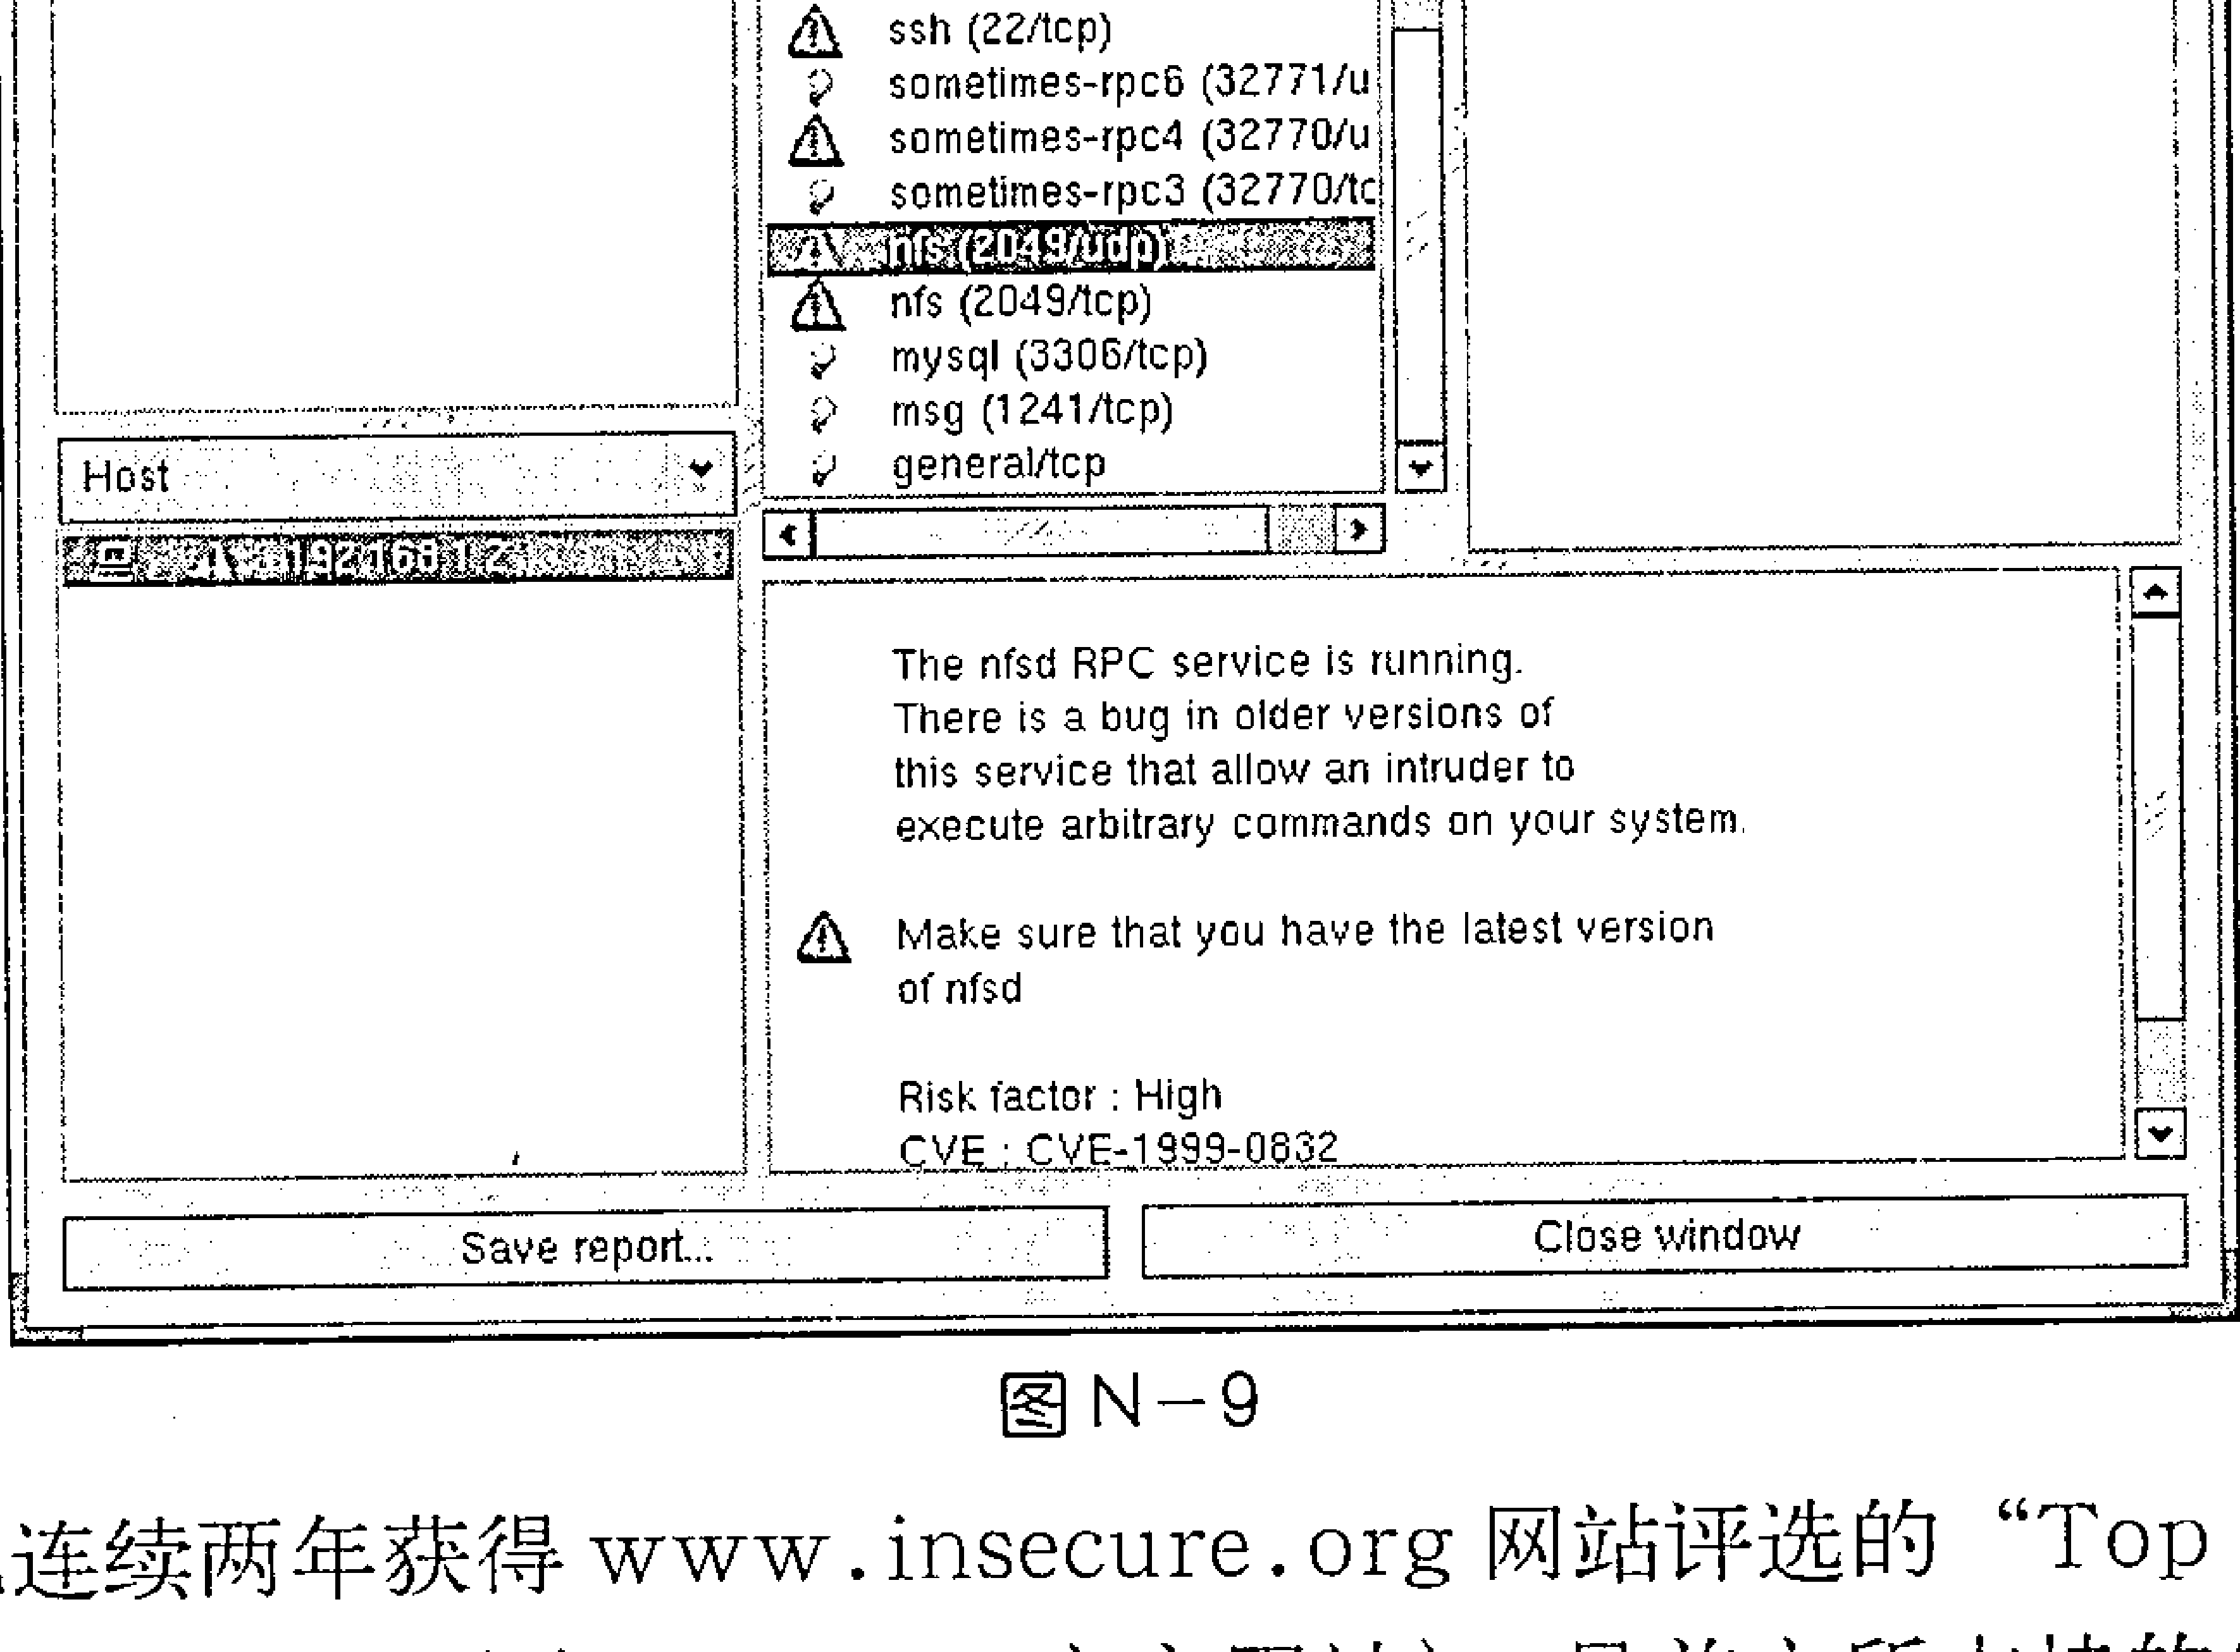 ssh (22/tcp)
sometimes-rpc6 (32771/u
sometimes-rpc4 (32770/u
sometimes-rpc3 (32770/tc
nfs (2049/udp)
nfs (2049/tcp)
mysql (3306/tcp)
msg (1241/tcp)
general/tcp
Host
192.168.1.2
The nfsd RPC service is running.
There is a bug in older versions of
this service that allow an intruder to
execute arbitrary commands on your system.
Make sure that you have the latest version
of nfsd
Risk factor : High
CVE : CVE-1999-0832
Save report...
Close window
图 N-9
连续两年获得 www.insecure.org 网站评选的 “Top